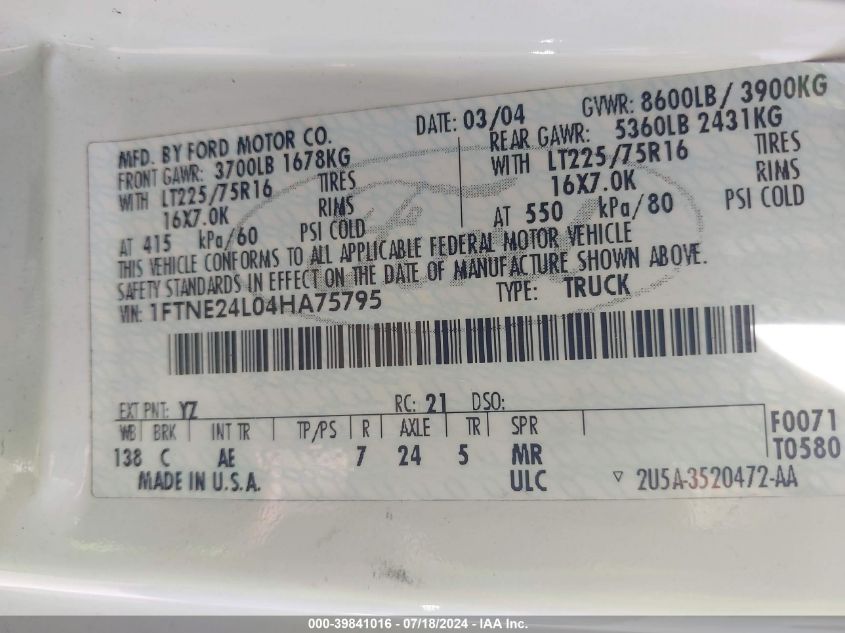 DATE: 03/04 GVWR: 8600LB / 3900KG
MFD. BY FORD MOTOR CO.
FRONT GAWR: 3700LB 1678KG REAR GAWR: 5360LB 2431KG
WITH LT225/75R16 TIRES WITH LT225/75R16 TIRES
16X7.0K RIMS 16X7.0K RIMS
AT 415 kPa/60 PSI COLD AT 550 kPa/80 PSI COLD
THIS VEHICLE CONFORMS TO ALL APPLICABLE FEDERAL MOTOR VEHICLE
SAFETY STANDARDS IN EFFECT ON THE DATE OF MANUFACTURE SHOWN ABOVE.
VIN: 1FTNE24L04HA75795 TYPE: TRUCK
EXT PNT: YZ RC: 21 DSO:
WB BRK INT TR TP/PS R AXLE TR SPR F0071
138 C AE 7 24 5 MR T0580
MADE IN U.S.A. ULC ▽ 2U5A-3520472-AA
000-39841016 - 07/18/2024 - IAA Inc.